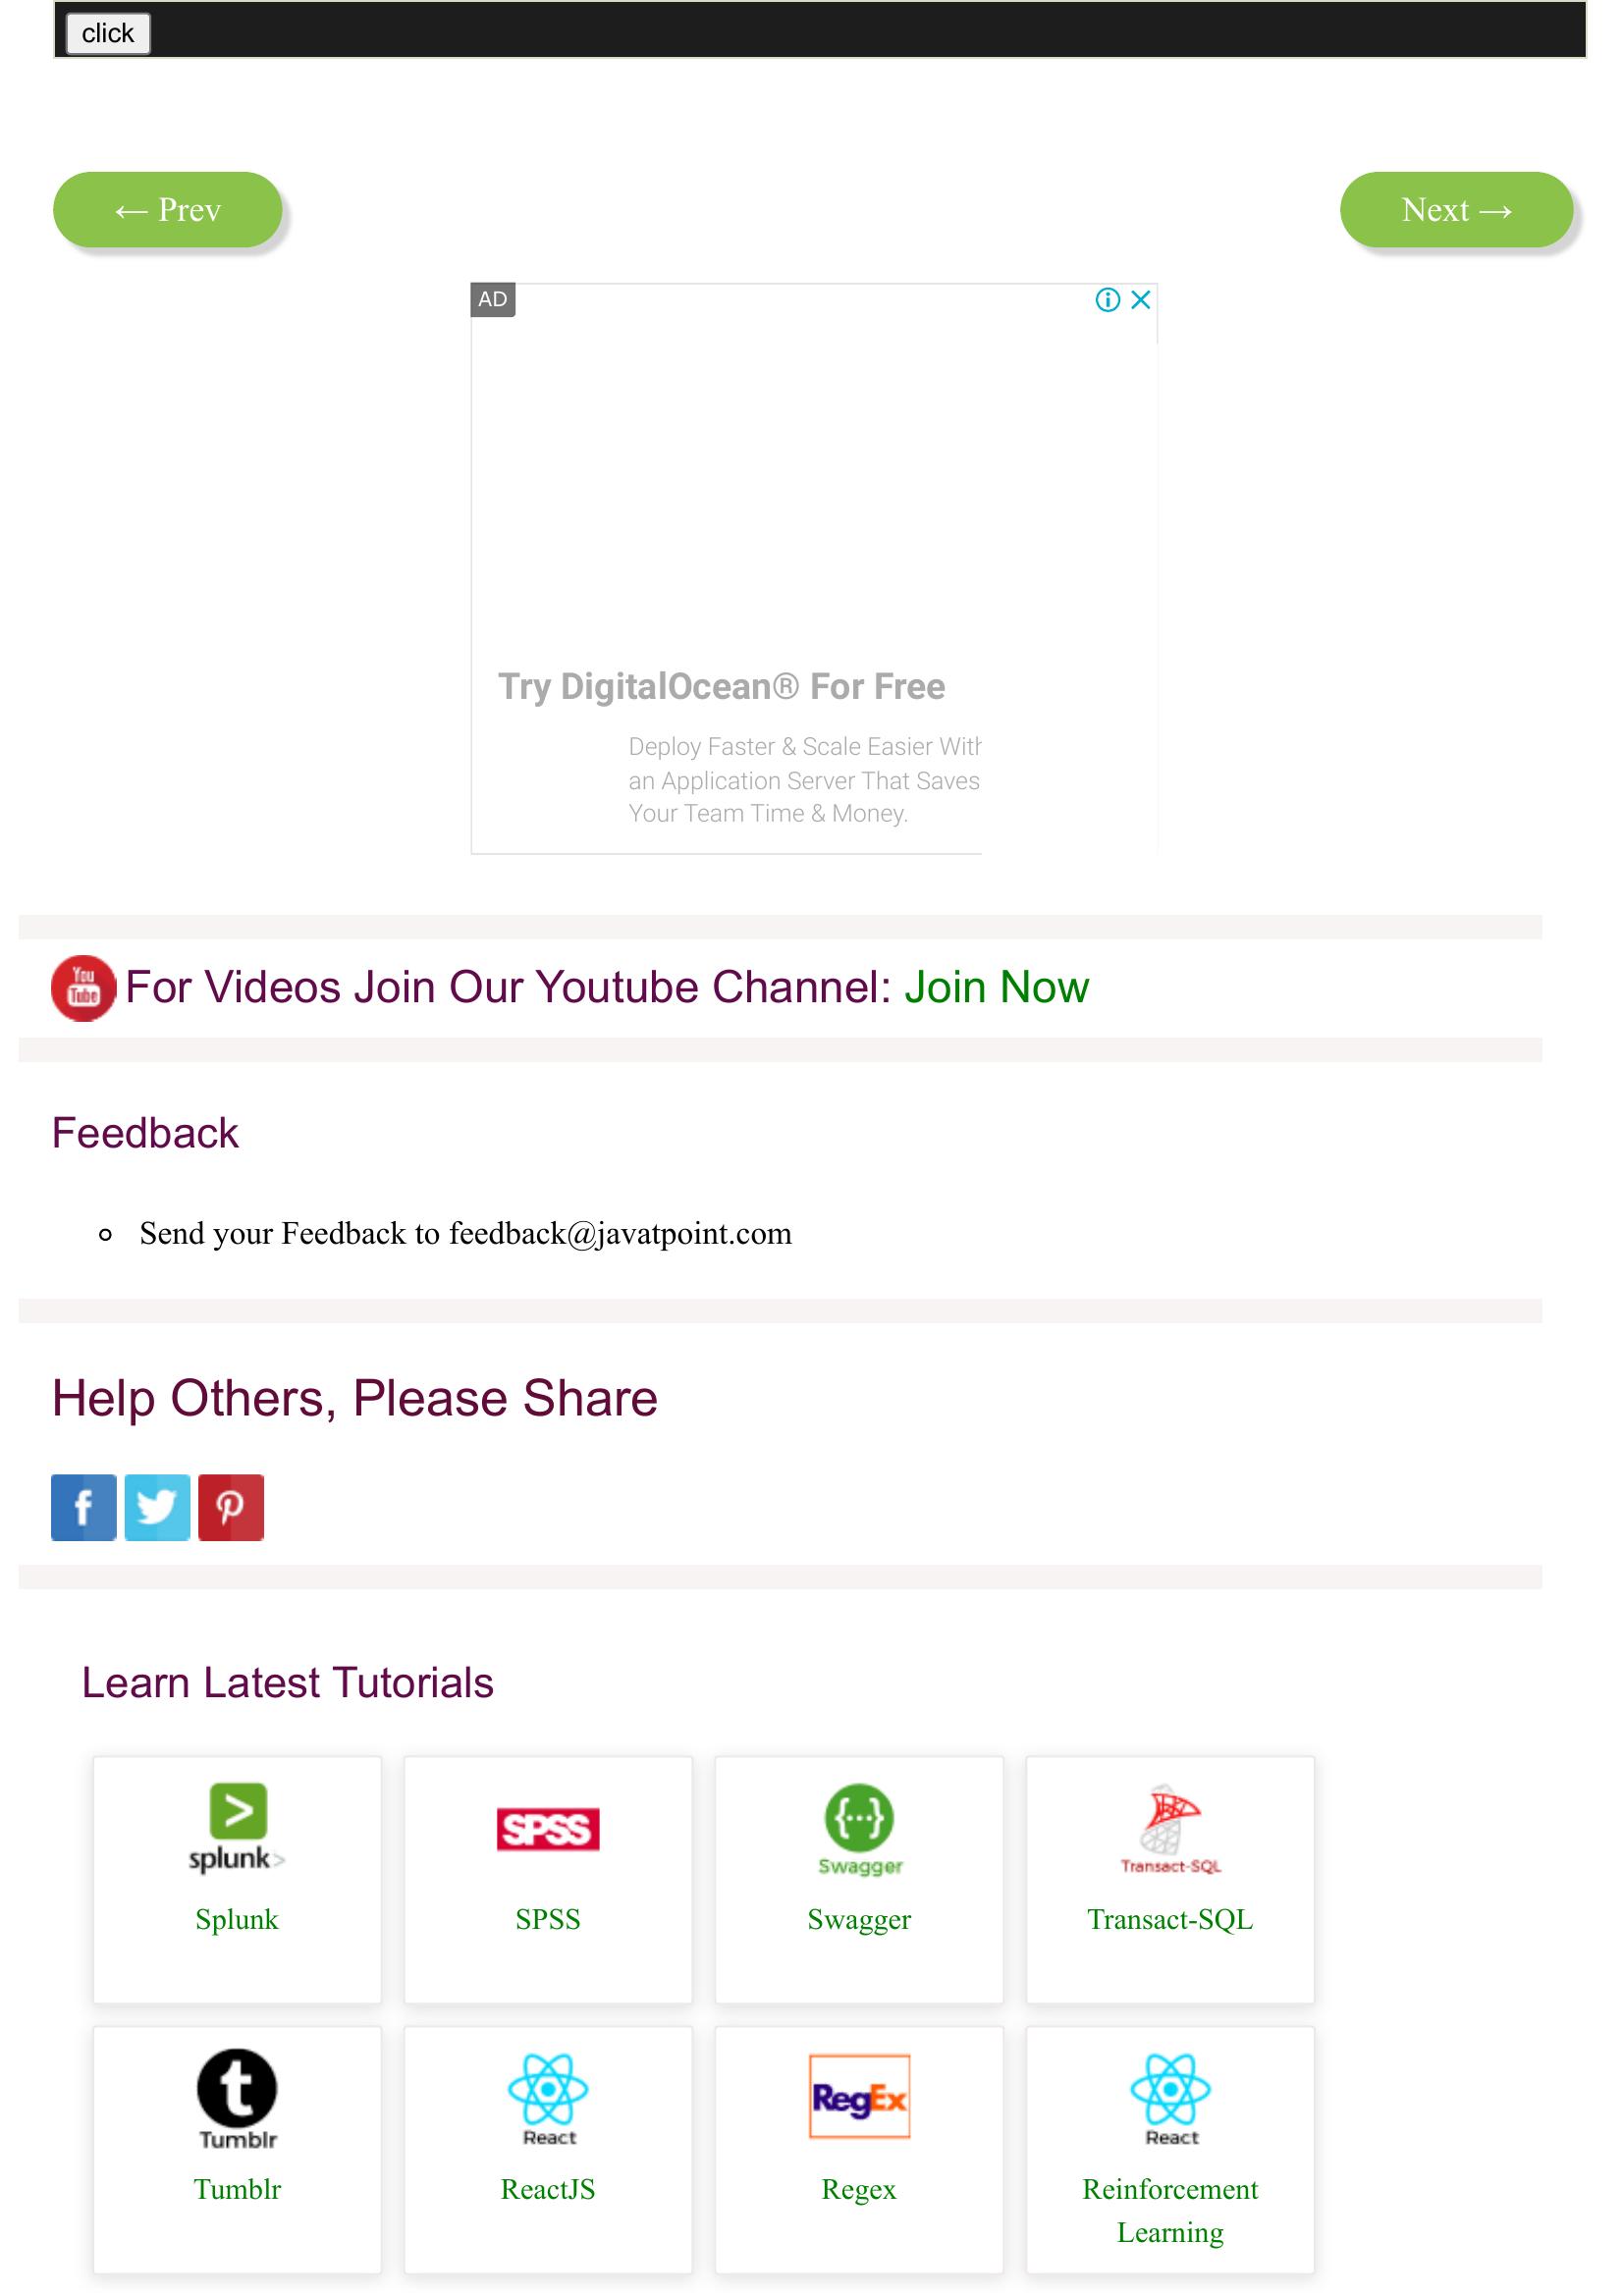 click
← Prev
Next →
AD
Try DigitalOcean® For Free
Deploy Faster & Scale Easier With
an Application Server That Saves
Your Team Time & Money.
You
Tube
For Videos Join Our Youtube Channel: Join Now
Feedback
Send your Feedback to feedback@javatpoint.com
Help Others, Please Share
Learn Latest Tutorials
splunk>
Splunk
SPSS
SPSS
Swagger
Swagger
Transact-SQL
Transact-SQL
Tumblr
Tumblr
React
ReactJS
RegEx
Regex
React
Reinforcement
Learning